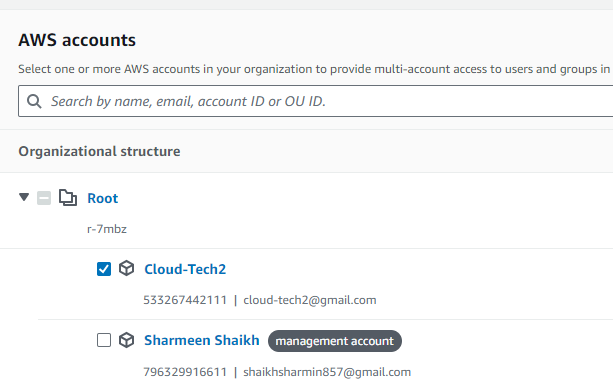 AWS accounts
Select one or more AWS accounts in your organization to provide multi-account access to users and groups in
Search by name, email, account ID or OU ID.
Organizational structure
Root
r-7mbz
Cloud-Tech2
533267442111 | cloud-tech2@gmail.com
Sharmeen Shaikh management account
796329916611 | shaikhsharmin857@gmail.com